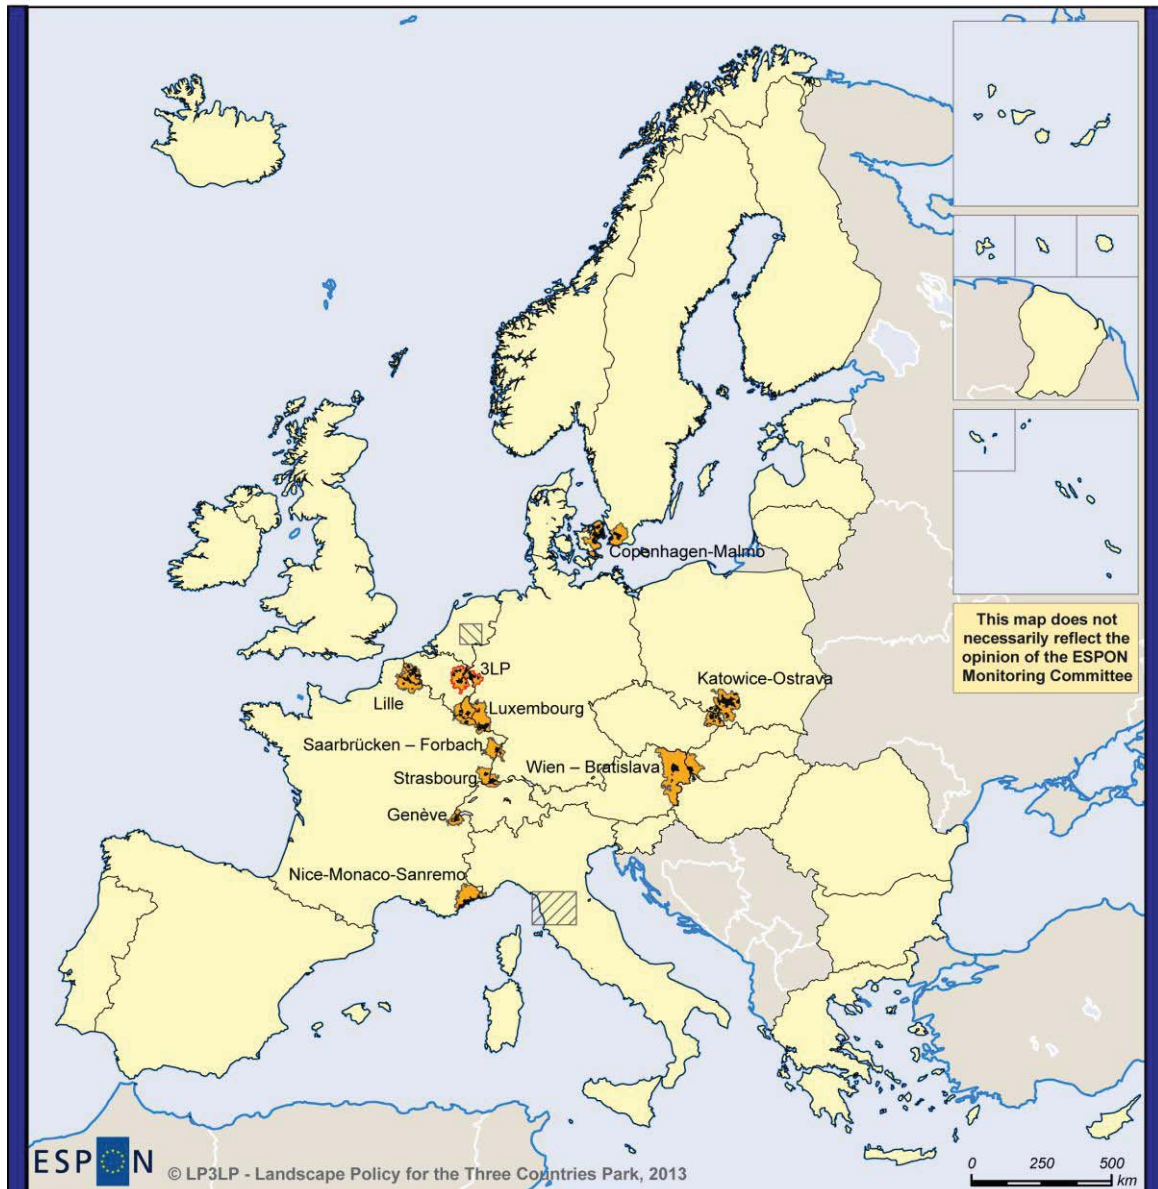 Copenhagen-Malmö
This map does not
necessarily reflect the
opinion of the ESPON
Monitoring Committee
3LP
Lille
Katowice-Ostrava
Luxembourg
Saarbrücken – Forbach
Wien – Bratislava
Strasbourg
Genève
Nice-Monaco-Sanremo
ESPON
© LP3LP - Landscape Policy for the Three Countries Park, 2013
0 250 500
km